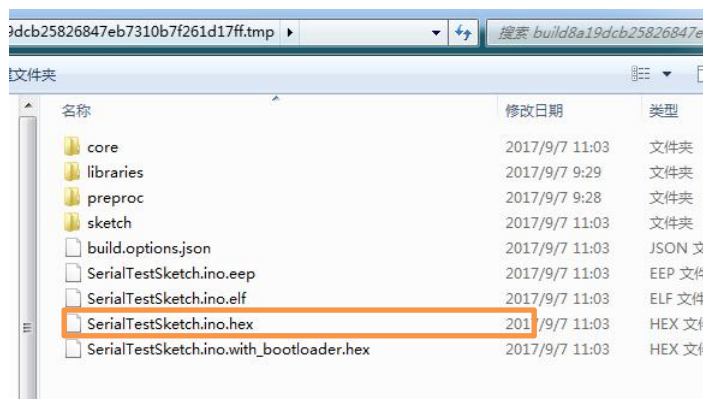 9dcb25826847eb7310b7f261d17ff.tmp 搜索 build8a19dcb25826847e
建文件夹
名称 修改日期 类型
core 2017/9/7 11:03 文件夹
libraries 2017/9/7 9:29 文件夹
preproc 2017/9/7 9:28 文件夹
sketch 2017/9/7 11:03 文件夹
build.options.json 2017/9/7 11:03 JSON 文
SerialTestSketch.ino.eep 2017/9/7 11:03 EEP 文件
SerialTestSketch.ino.elf 2017/9/7 11:03 ELF 文件
SerialTestSketch.ino.hex 2017/9/7 11:03 HEX 文件
SerialTestSketch.ino.with_bootloader.hex 2017/9/7 11:03 HEX 文件